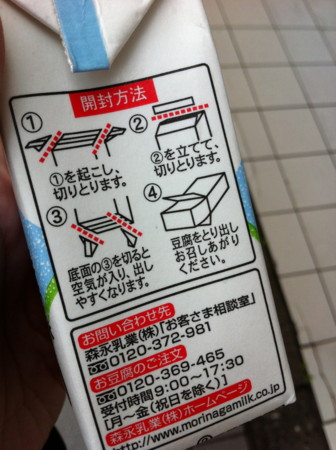 開封方法
①
①を起こし、
切りとります。
②
②を立てて、
切りとります。
③
底面の③を切ると
空気が入り、出し
やすくなります。
④
豆腐をとり出し
お召しあがり
ください。
お問い合わせ先
森永乳業(株)「お客さま相談室」
0120-372-981
お豆腐のご注文
0120-369-465
受付時間9:00〜17:30
[月〜金(祝日を除く)]
森永乳業(株)ホームページ
http://www.morinagamilk.co.jp